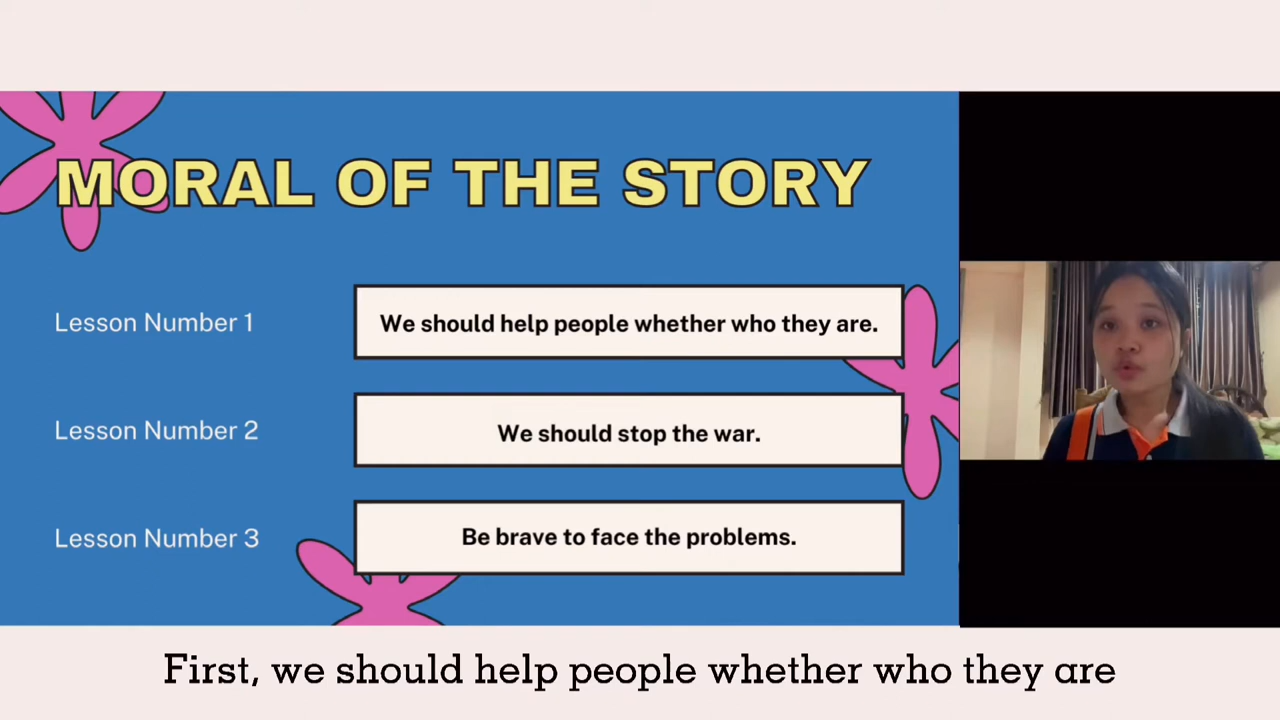 MORAL OF THE STORY
Lesson Number 1
We should help people whether who they are.
Lesson Number 2
We should stop the war.
Lesson Number 3
Be brave to face the problems.
First, we should help people whether who they are